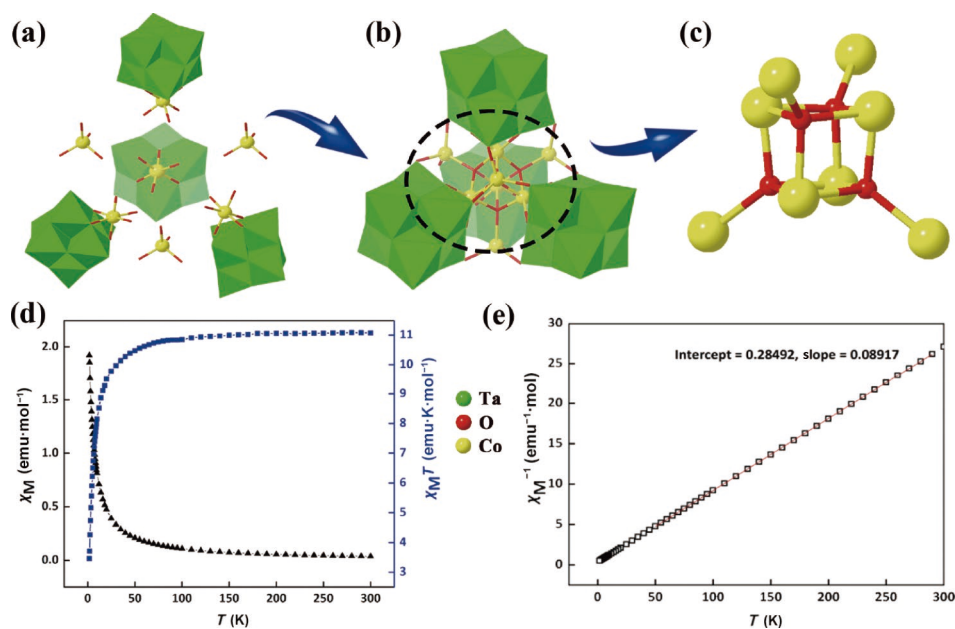 (a)
(b)
(c)
(d)
2.0
1.5
1.0
0.5
0.0
χM (emu·mol⁻¹)
11
10
9
8
7
6
5
4
3
χMT (emu·K·mol⁻¹)
0 50 100 150 200 250 300
T (K)
Ta
O
Co
(e)
Intercept = 0.28492, slope = 0.08917
30
25
20
15
10
5
0
χM⁻¹ (emu⁻¹·mol)
0 50 100 150 200 250 300
T (K)